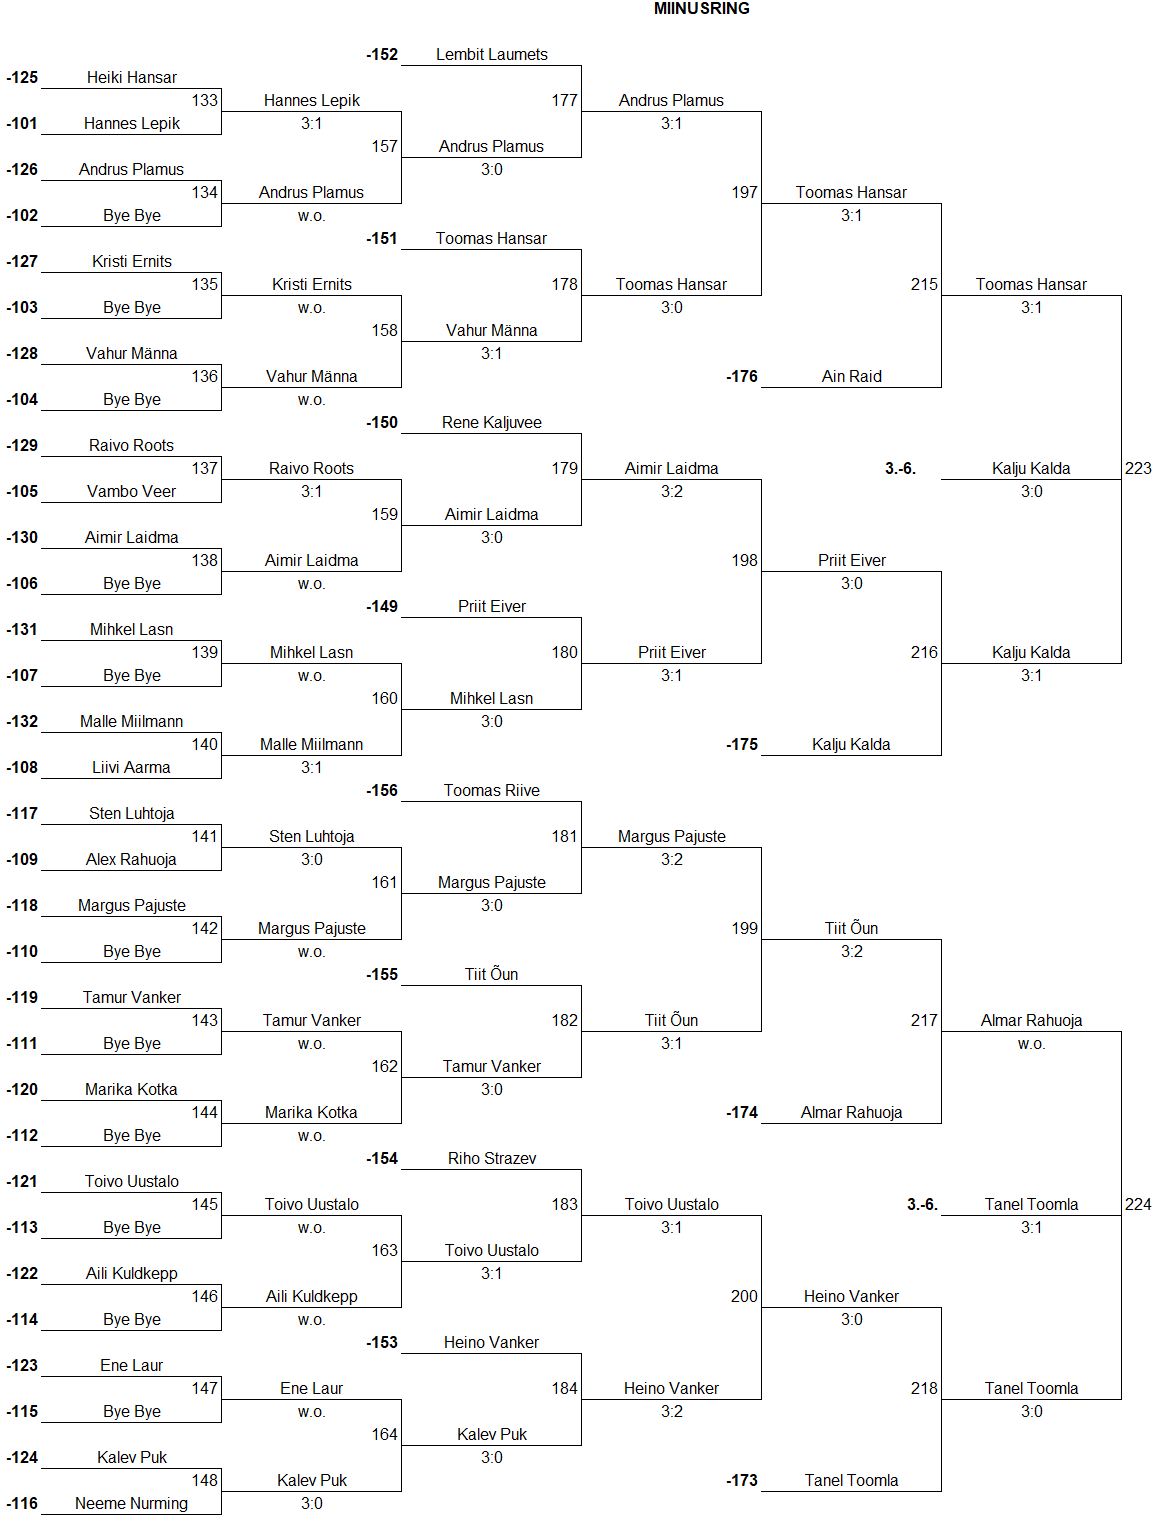 MIINUSRING
-152 Lembit Laumets
-125 Heiki Hansar
133 Hannes Lepik 177 Andrus Plamus
-101 Hannes Lepik 3:1 3:1
157 Andrus Plamus
-126 Andrus Plamus 3:0
134 Andrus Plamus 197 Toomas Hansar
-102 Bye Bye w.o. 3:1
-151 Toomas Hansar
-127 Kristi Ernits
135 Kristi Ernits 178 Toomas Hansar 215 Toomas Hansar
-103 Bye Bye w.o. 3:0 3:1
158 Vahur Männa
-128 Vahur Männa 3:1
136 Vahur Männa -176 Ain Raid
-104 Bye Bye w.o.
-150 Rene Kaljuvee
-129 Raivo Roots
137 Raivo Roots 179 Aimir Laidma 3.-6. Kalju Kalda 223
-105 Vambo Veer 3:1 3:2 3:0
159 Aimir Laidma
-130 Aimir Laidma 3:0
138 Aimir Laidma 198 Priit Eiver
-106 Bye Bye w.o. 3:0
-149 Priit Eiver
-131 Mihkel Lasn
139 Mihkel Lasn 180 Priit Eiver 216 Kalju Kalda
-107 Bye Bye w.o. 3:1 3:1
160 Mihkel Lasn
-132 Malle Miilmann 3:0
140 Malle Miilmann -175 Kalju Kalda
-108 Liivi Aarma 3:1
-156 Toomas Riive
-117 Sten Luhtoja
141 Sten Luhtoja 181 Margus Pajuste
-109 Alex Rahuoja 3:0 3:2
161 Margus Pajuste
-118 Margus Pajuste 3:0
142 Margus Pajuste 199 Tiit Õun
-110 Bye Bye w.o. 3:2
-155 Tiit Õun
-119 Tamur Vanker
143 Tamur Vanker 182 Tiit Õun 217 Almar Rahuoja
-111 Bye Bye w.o. 3:1 w.o.
162 Tamur Vanker
-120 Marika Kotka 3:0
144 Marika Kotka -174 Almar Rahuoja
-112 Bye Bye w.o.
-154 Riho Strazev
-121 Toivo Uustalo
145 Toivo Uustalo 183 Toivo Uustalo 3.-6. Tanel Toomla 224
-113 Bye Bye w.o. 3:1 3:1
163 Toivo Uustalo
-122 Aili Kuldkepp 3:1
146 Aili Kuldkepp 200 Heino Vanker
-114 Bye Bye w.o. 3:0
-153 Heino Vanker
-123 Ene Laur
147 Ene Laur 184 Heino Vanker 218 Tanel Toomla
-115 Bye Bye w.o. 3:2 3:0
164 Kalev Puk
-124 Kalev Puk 3:0
148 Kalev Puk -173 Tanel Toomla
-116 Neeme Nurming 3:0